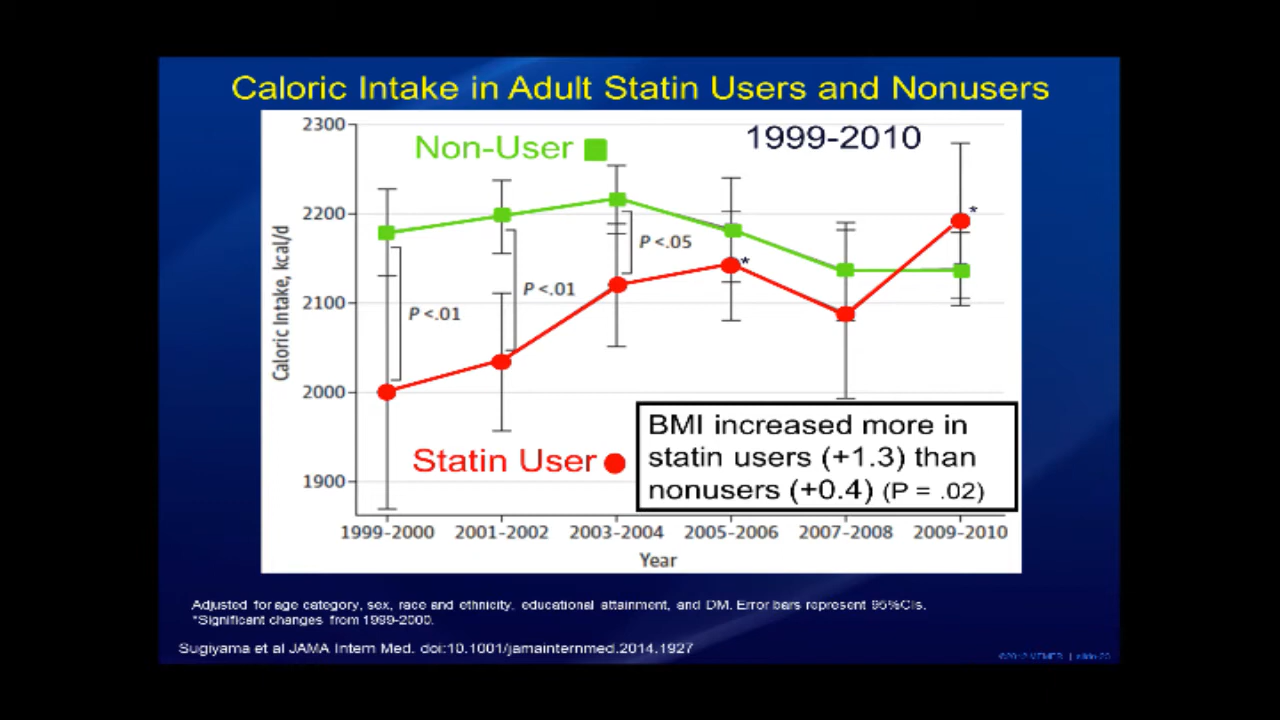 Caloric Intake in Adult Statin Users and Nonusers
2300
Non-User
1999-2010
2200
P <.05
P <.01
P <.01
2100
Caloric Intake, kcal/d
2000
1900
*
*
Statin User
BMI increased more in
statin users (+1.3) than
nonusers (+0.4) (P = .02)
1999-2000 2001-2002 2003-2004 2005-2006 2007-2008 2009-2010
Year
Adjusted for age category, sex, race and ethnicity, educational attainment, and DM. Error bars represent 95%CIs.
*Significant changes from 1999-2000.
Sugiyama et al JAMA Intern Med. doi:10.1001/jamainternmed.2014.1927